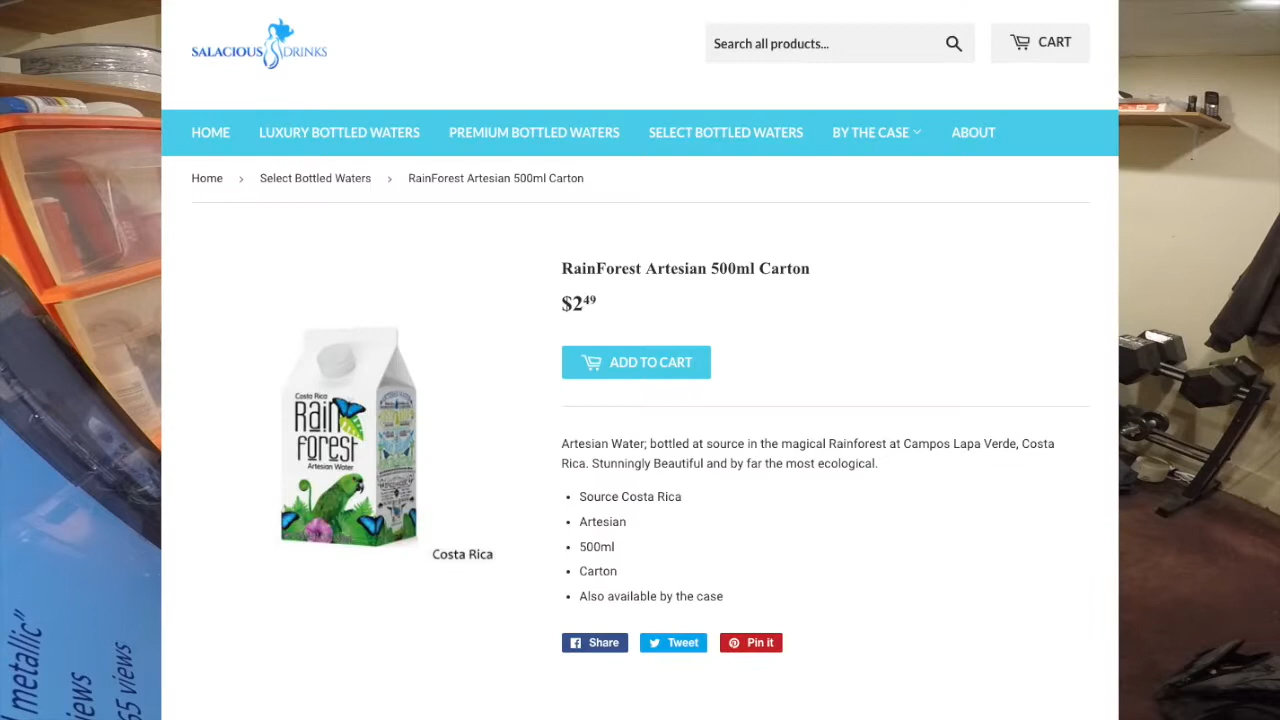 SALACIOUS DRINKS
Search all products...
CART
HOME
LUXURY BOTTLED WATERS
PREMIUM BOTTLED WATERS
SELECT BOTTLED WATERS
BY THE CASE
ABOUT
Home › Select Bottled Waters › RainForest Artesian 500ml Carton
RainForest Artesian 500ml Carton
$2⁴⁹
ADD TO CART
Costa Rica
Rain
forest
Artesian Water
Costa Rica
Artesian Water; bottled at source in the magical Rainforest at Campos Lapa Verde, Costa
Rica. Stunningly Beautiful and by far the most ecological.
• Source Costa Rica
• Artesian
• 500ml
• Carton
• Also available by the case
Share
Tweet
Pin it
metallic"
iews
65 views